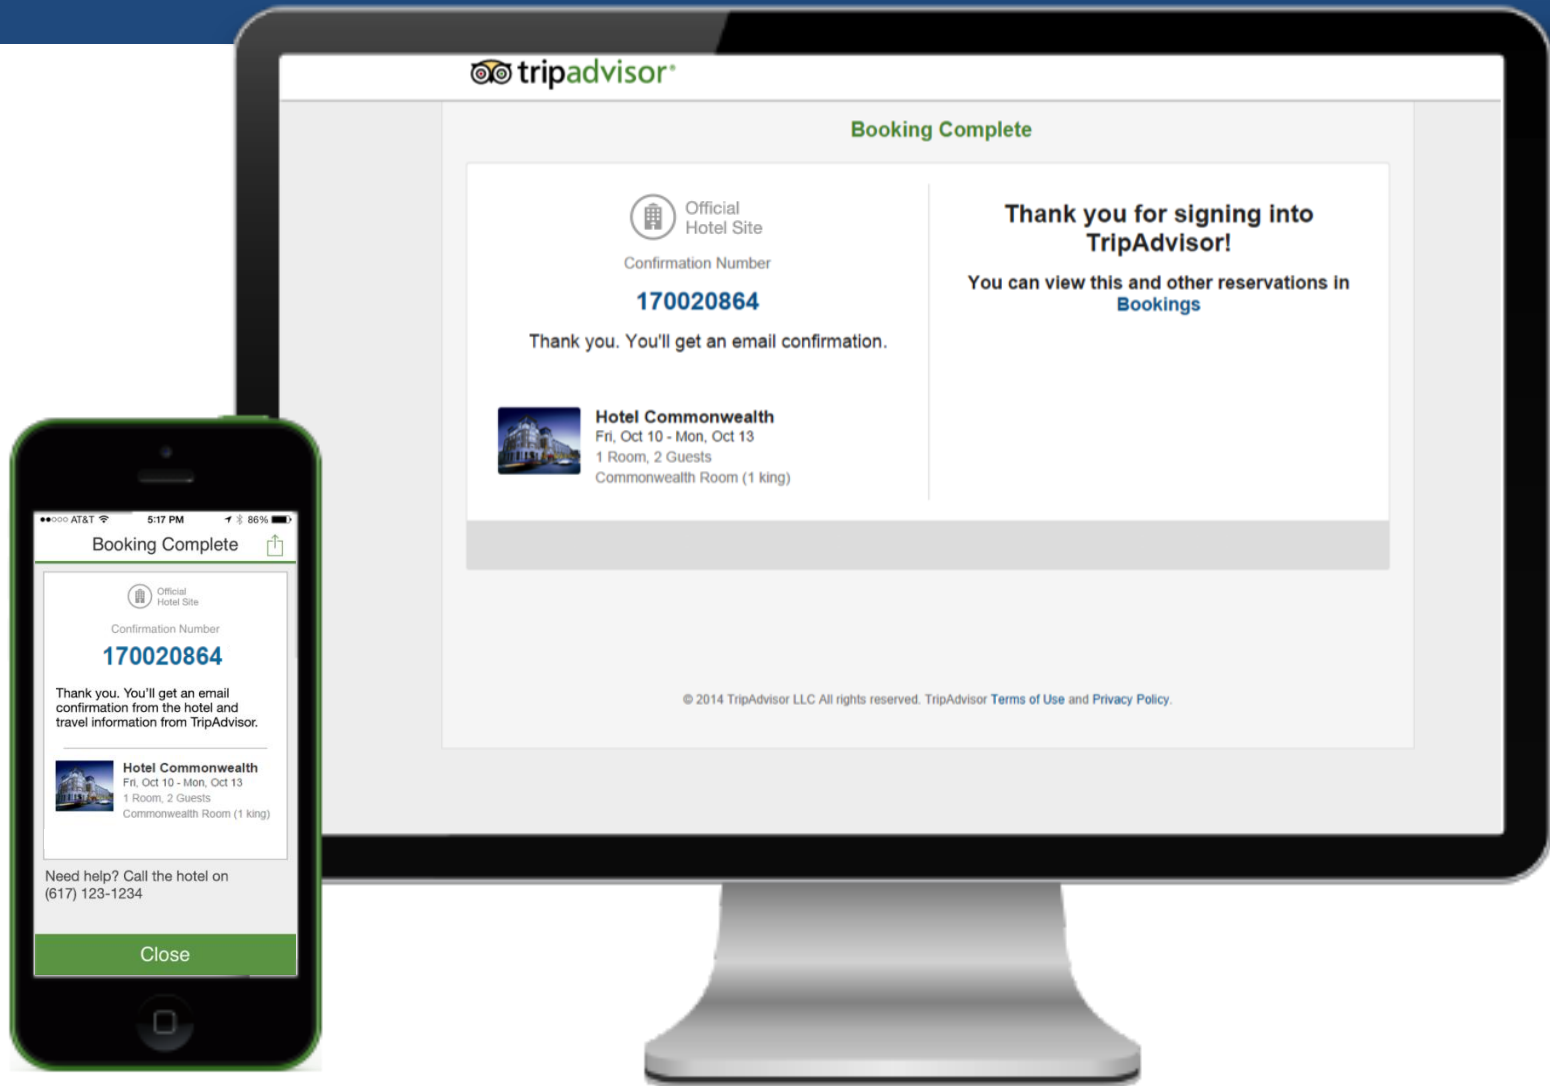 tripadvisor®
Booking Complete
Official
Hotel Site
Confirmation Number
170020864
Thank you. You'll get an email confirmation.
Hotel Commonwealth
Fri, Oct 10 - Mon, Oct 13
1 Room, 2 Guests
Commonwealth Room (1 king)
Thank you for signing into
TripAdvisor!
You can view this and other reservations in
Bookings
© 2014 TripAdvisor LLC All rights reserved. TripAdvisor Terms of Use and Privacy Policy.
AT&T 5:17 PM 86%
Booking Complete
Official
Hotel Site
Confirmation Number
170020864
Thank you. You'll get an email
confirmation from the hotel and
travel information from TripAdvisor.
Hotel Commonwealth
Fri, Oct 10 - Mon, Oct 13
1 Room, 2 Guests
Commonwealth Room (1 king)
Need help? Call the hotel on
(617) 123-1234
Close